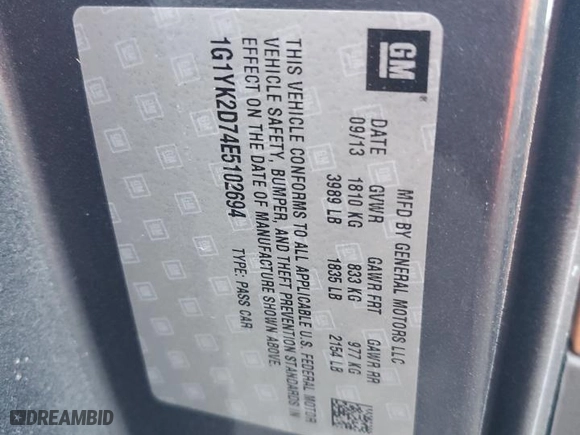 GM
®
MFD BY GENERAL MOTORS LLC
DATE GVWR GAWR FRT GAWR RR
09/13 1810 KG 833 KG 977 KG
3989 LB 1835 LB 2154 LB
THIS VEHICLE CONFORMS TO ALL APPLICABLE U.S. FEDERAL MOTOR
VEHICLE SAFETY, BUMPER, AND THEFT PREVENTION STANDARDS IN
EFFECT ON THE DATE OF MANUFACTURE SHOWN ABOVE.
1G1YK2D74E5102694 TYPE: PASS CAR
DREAMBID